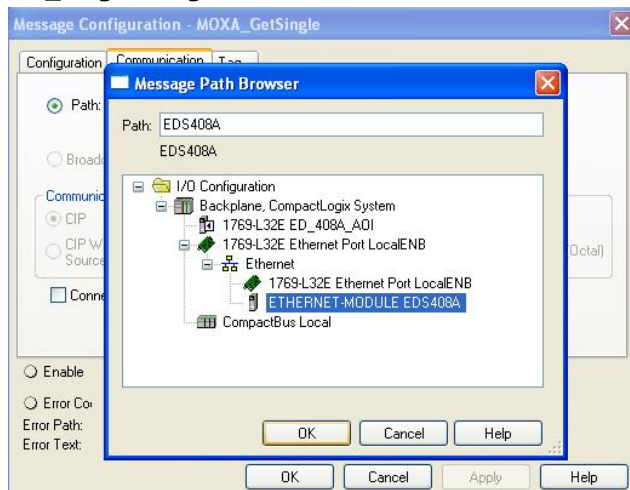 Message Configuration - MOXA_GetSingle
Configuration Communication Tag
Message Path Browser
Path:
Path: EDS408A
EDS408A
I/O Configuration
Backplane, CompactLogix System
1769-L32E ED_408A_AOI
1769-L32E Ethernet Port LocalENB
Ethernet
1769-L32E Ethernet Port LocalENB
ETHERNET-MODULE EDS408A
CompactBus Local
Broad
Communic
CIP
CIP W
Source
(Octal)
Conne
Enable
Error Co
Error Path:
Error Text:
OK Cancel Help
OK Cancel Apply Help